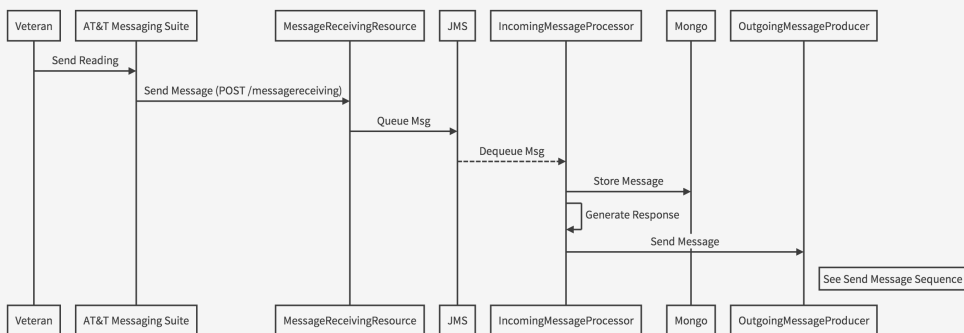 Veteran
AT&T Messaging Suite
MessageReceivingResource
JMS
IncomingMessageProcessor
Mongo
OutgoingMessageProducer
Send Reading
Send Message (POST /messagereceiving)
Queue Msg
Dequeue Msg
Store Message
Generate Response
Send Message
See Send Message Sequence
Veteran
AT&T Messaging Suite
MessageReceivingResource
JMS
IncomingMessageProcessor
Mongo
OutgoingMessageProducer